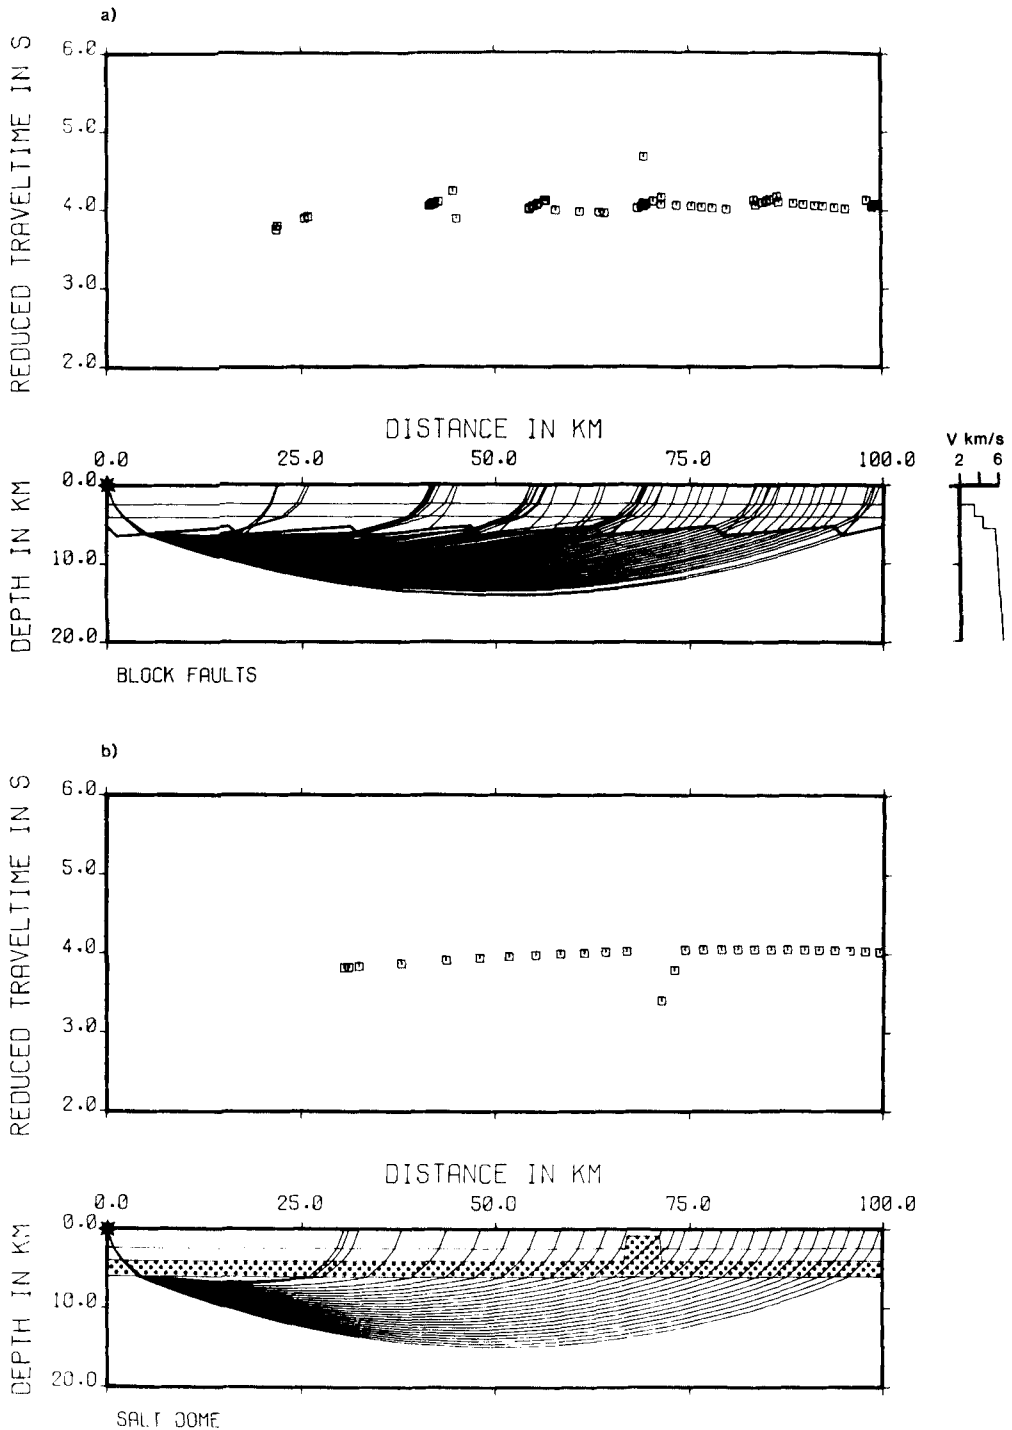 a)
REDUCED TRAVELTIME IN S
6.0
5.0
4.0
3.0
2.0
DISTANCE IN KM
0.0 25.0 50.0 75.0 100.0
DEPTH IN KM
0.0
10.0
20.0
V km/s
2 6
BLOCK FAULTS
b)
REDUCED TRAVELTIME IN S
6.0
5.0
4.0
3.0
2.0
DISTANCE IN KM
0.0 25.0 50.0 75.0 100.0
DEPTH IN KM
0.0
10.0
20.0
SALT DOME